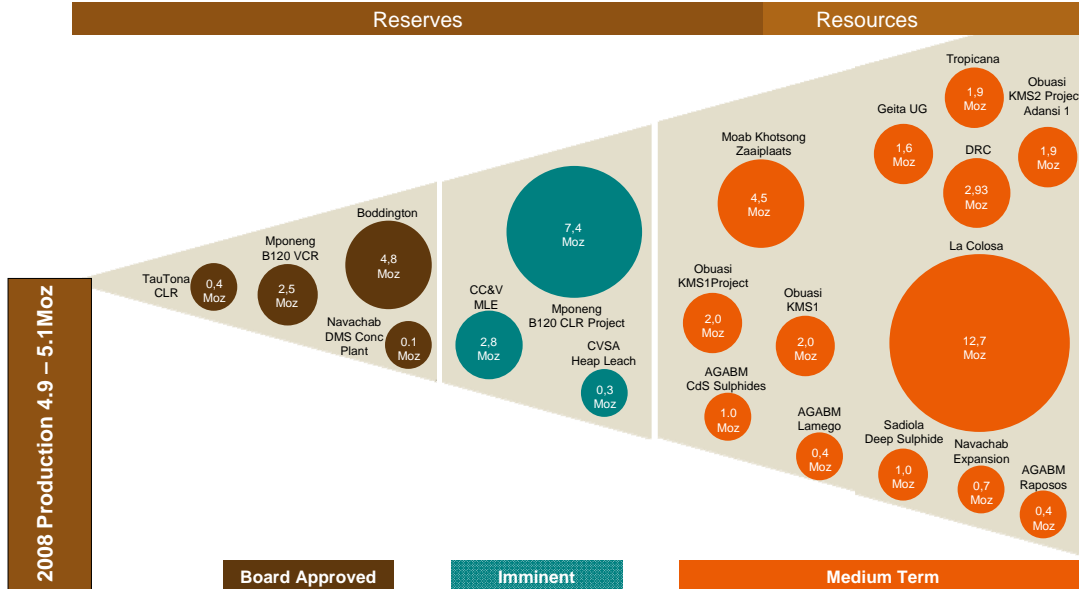 Reserves
Resources
2008 Production 4.9 – 5.1Moz
TauTona
CLR
0,4
Moz
Mponeng
B120 VCR
2,5
Moz
Boddington
4,8
Moz
Navachab
DMS Conc
Plant
0.1
Moz
7,4
Moz
Mponeng
B120 CLR Project
CC&V
MLE
2,8
Moz
CVSA
Heap Leach
0,3
Moz
Moab Khotsong
Zaaiplaats
4,5
Moz
Geita UG
1,6
Moz
Tropicana
1,9
Moz
Obuasi
KMS2 Project
Adansi 1
1,9
Moz
DRC
2,93
Moz
La Colosa
12,7
Moz
Obuasi
KMS1Project
2,0
Moz
Obuasi
KMS1
2,0
Moz
AGABM
CdS Sulphides
1.0
Moz
AGABM
Lamego
0,4
Moz
Sadiola
Deep Sulphide
1,0
Moz
Navachab
Expansion
0,7
Moz
AGABM
Raposos
0,4
Moz
Board Approved
Imminent
Medium Term